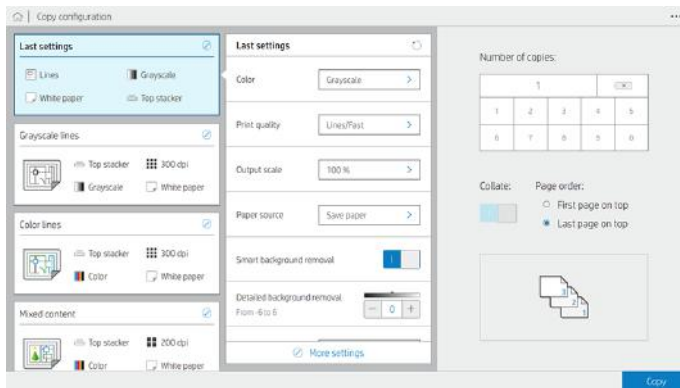 Copy configuration
Last settings
Lines
Grayscale
White paper
Top stacker
Grayscale lines
Top stacker
300 dpi
Grayscale
White paper
Color lines
Top stacker
300 dpi
Color
White paper
Mixed content
Top stacker
200 dpi
Color
White paper
Last settings
Color
Grayscale
Print quality
Lines/Fast
Output scale
100 %
Paper source
Save paper
Smart background removal
Detailed background removal
From -6 to 6
0
More settings
Number of copies:
1
1 2 3 4 5
6 7 8 9 0
Collate:
Page order:
First page on top
Last page on top
3
2
1
Copy